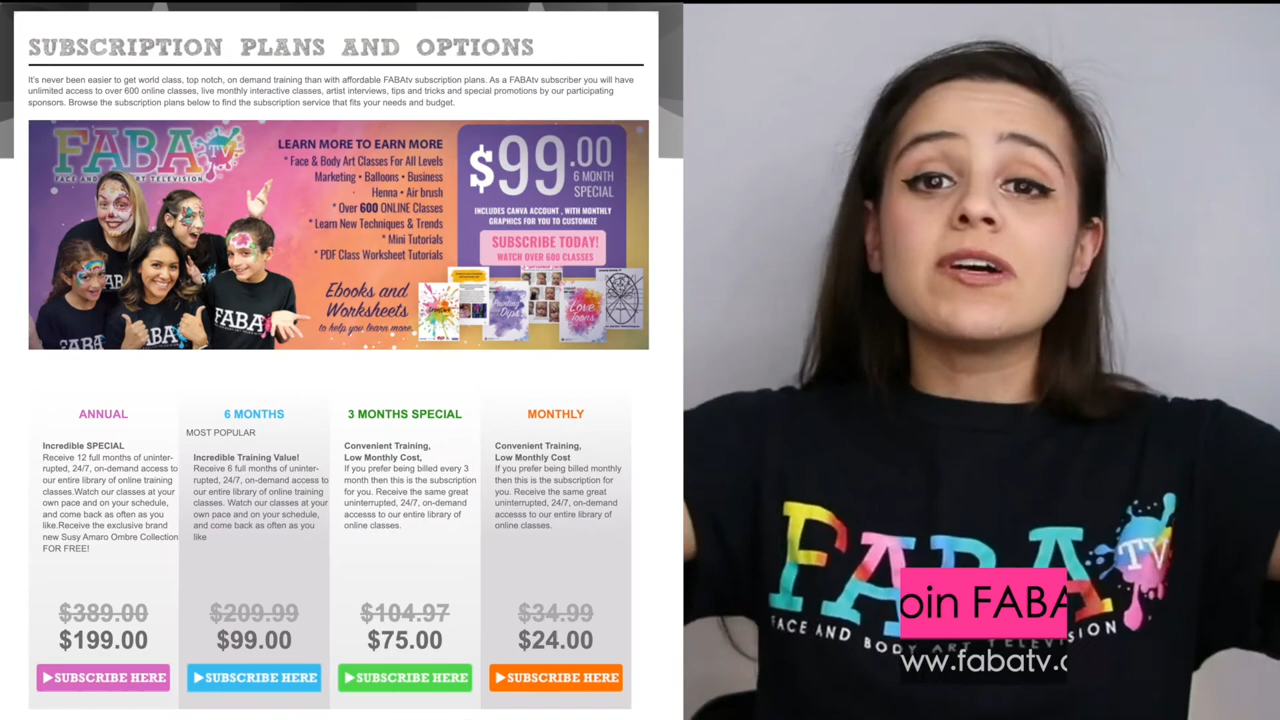 SUBSCRIPTION PLANS AND OPTIONS
It's never been easier to get world class, top notch, on demand training than with affordable FABAtv subscription plans. As a FABAtv subscriber you will have
unlimited access to over 600 online classes, live monthly interactive classes, artist interviews, tips and tricks and special promotions by our participating
sponsors. Browse the subscription plans below to find the subscription service that fits your needs and budget.
FABA TV
FACE AND BODY ART TELEVISION
LEARN MORE TO EARN MORE
* Face & Body Art Classes For All Levels
Marketing • Balloons • Business
Henna • Air brush
* Over 600 ONLINE Classes
* Learn New Techniques & Trends
* Mini Tutorials
* PDF Class Worksheet Tutorials
Ebooks and
Worksheets
to help you learn more.
$99.00
6 MONTH
SPECIAL
INCLUDES CANVA ACCOUNT, WITH MONTHLY
GRAPHICS FOR YOU TO CUSTOMIZE
SUBSCRIBE TODAY!
WATCH OVER 600 CLASSES
Painting
Tips
Love
Toons
FABA
FABA
ANNUAL
Incredible SPECIAL
Receive 12 full months of uninter-
rupted, 24/7, on-demand access to
our entire library of online training
classes.Watch our classes at your
own pace and on your schedule,
and come back as often as you
like.Receive the exclusive brand
new Susy Amaro Ombre Collection
FOR FREE!
$389.00
$199.00
SUBSCRIBE HERE
6 MONTHS
MOST POPULAR
Incredible Training Value!
Receive 6 full months of uninter-
rupted, 24/7, on-demand access to
our entire library of online training
classes. Watch our classes at your
own pace and on your schedule,
and come back as often as you
like
$209.99
$99.00
SUBSCRIBE HERE
3 MONTHS SPECIAL
Convenient Training,
Low Monthly Cost,
If you prefer being billed every 3
month then this is the subscription
for you. Receive the same great
uninterrupted, 24/7, on-demand
accesss to our entire library of
online classes.
$104.97
$75.00
SUBSCRIBE HERE
MONTHLY
Convenient Training,
Low Monthly Cost
If you prefer being billed monthly
then this is the subscription for
you. Receive the same great
uninterrupted, 24/7, on-demand
accesss to our entire library of
online classes.
$34.99
$24.00
SUBSCRIBE HERE
FABA TV
FACE AND BODY ART TELEVISION
oin FABA
ww.fabatv.c